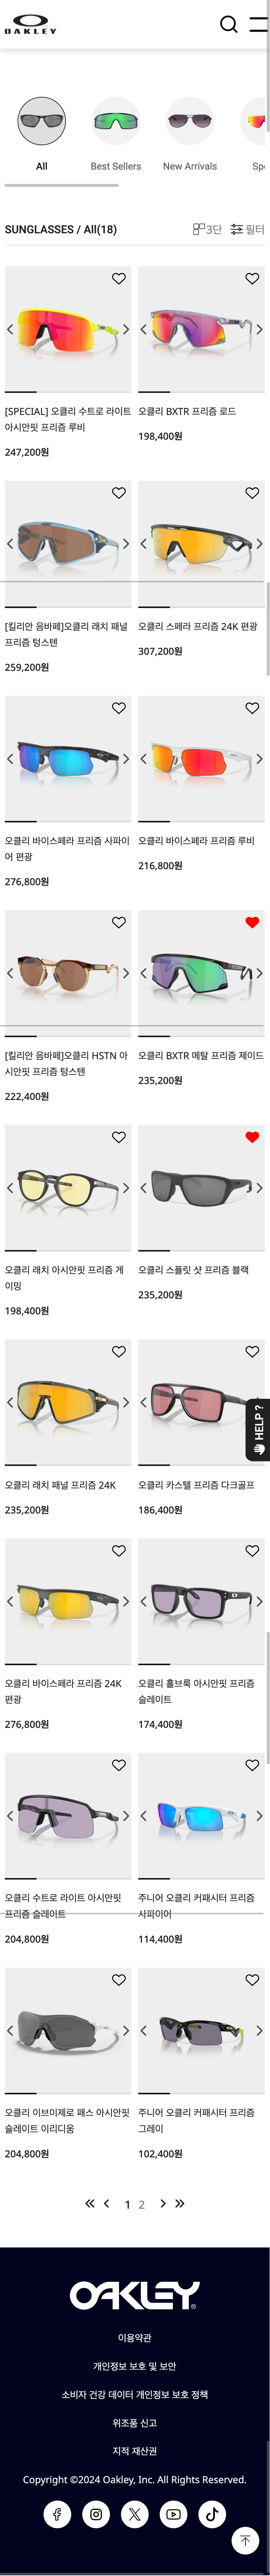 OAKLEY
All
Best Sellers
New Arrivals
Spo
SUNGLASSES / All(18)
3단
필터
[SPECIAL] 오클리 수트로 라이트
아시안핏 프리즘 루비
247,200원
오클리 BXTR 프리즘 로드
198,400원
[킬리안 음바페]오클리 래치 패널
프리즘 텅스텐
259,200원
오클리 스페라 프리즘 24K 편광
307,200원
오클리 바이스페라 프리즘 사파이
어 편광
276,800원
오클리 바이스페라 프리즘 루비
216,800원
[킬리안 음바페]오클리 HSTN 아
시안핏 프리즘 텅스텐
222,400원
오클리 BXTR 메탈 프리즘 제이드
235,200원
오클리 래치 아시안핏 프리즘 게
이밍
198,400원
오클리 스플릿 샷 프리즘 블랙
235,200원
HELP ?
오클리 래치 패널 프리즘 24K
235,200원
오클리 카스텔 프리즘 다크골프
186,400원
오클리 바이스페라 프리즘 24K
편광
276,800원
오클리 홀브룩 아시안핏 프리즘
슬레이트
174,400원
오클리 수트로 라이트 아시안핏
프리즘 슬레이트
204,800원
주니어 오클리 커패시터 프리즘
사파이어
114,400원
오클리 이브이제로 패스 아시안핏
슬레이트 이리디움
204,800원
주니어 오클리 커패시터 프리즘
그레이
102,400원
1 2
OAKLEY
이용약관
개인정보 보호 및 보안
소비자 건강 데이터 개인정보 보호 정책
위조품 신고
지적 재산권
Copyright ©2024 Oakley, Inc. All Rights Reserved.